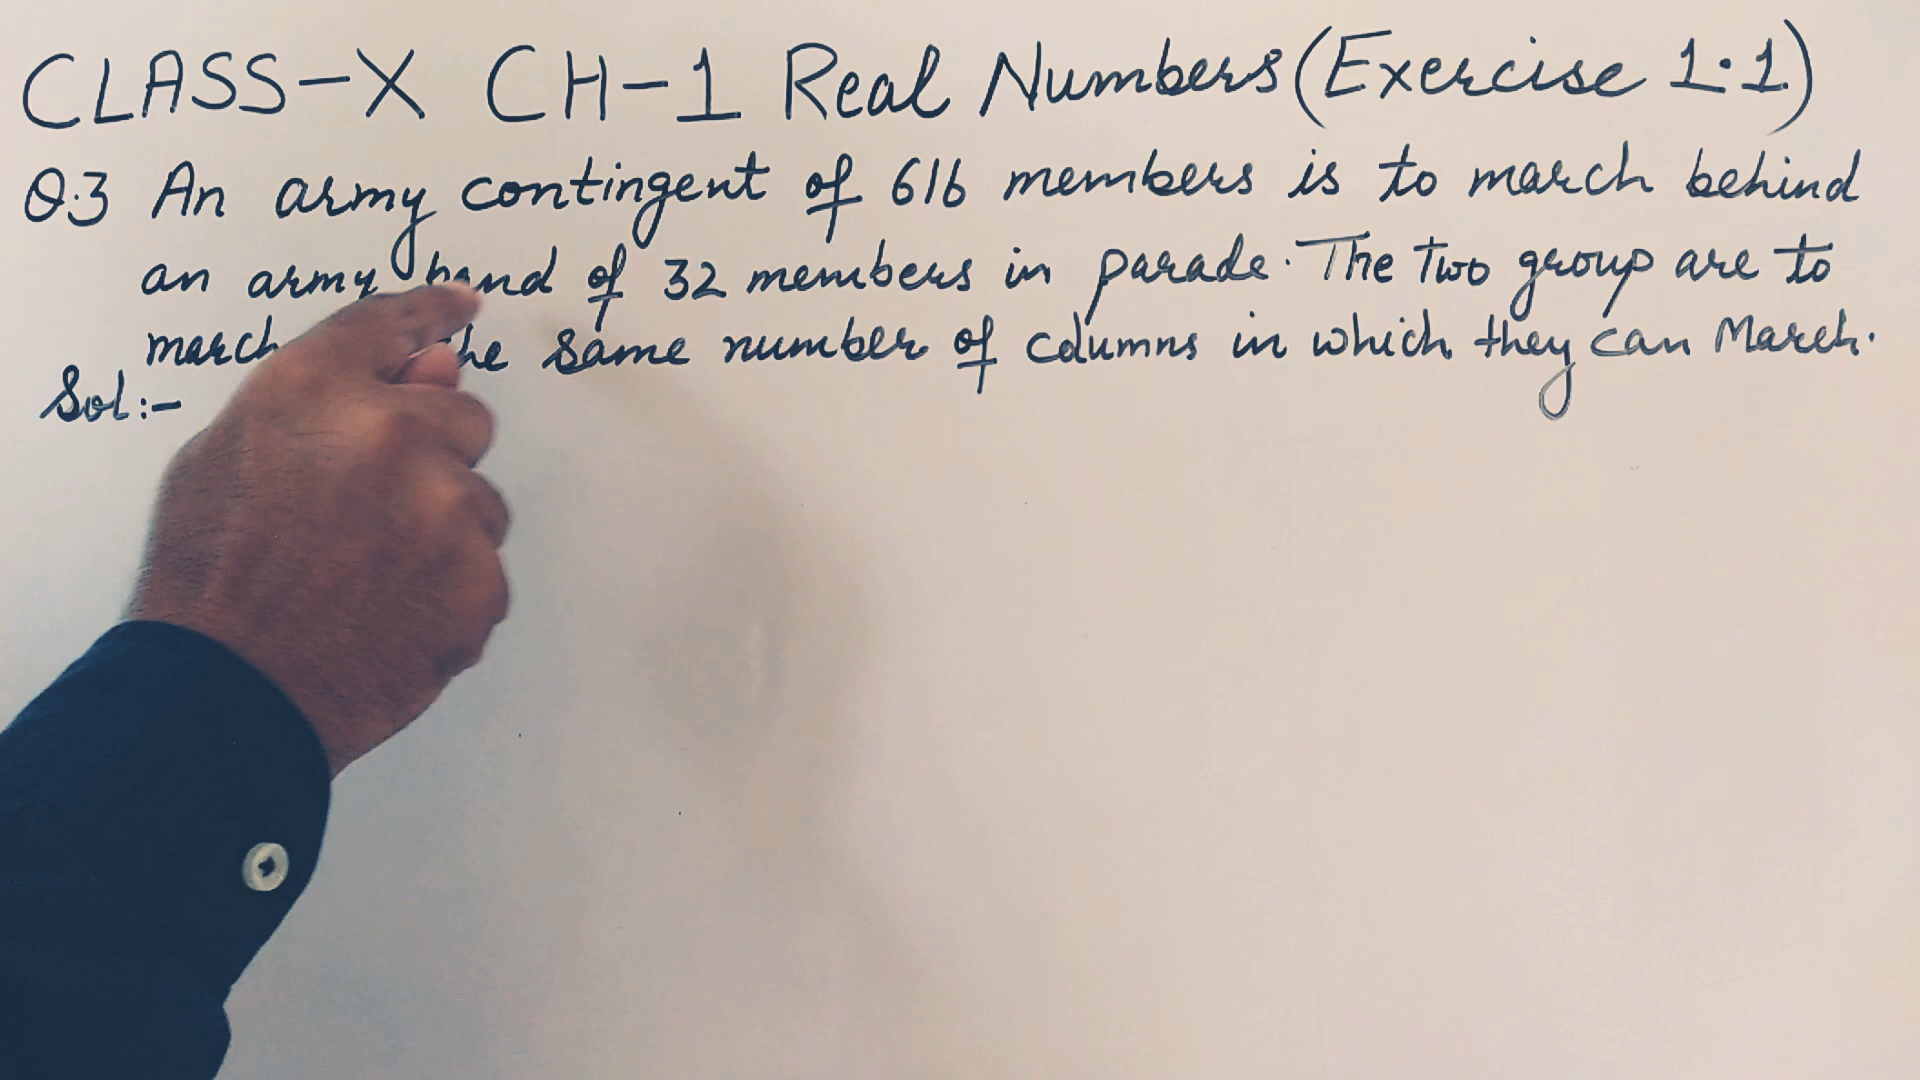 CLASS-X CH-1 Real Numbers (Exercise 1.1)
Q.3 An army contingent of 616 members is to march behind
an army band of 32 members in parade. The Two group are to
march the same number of columns in which they can March.
Sol:-